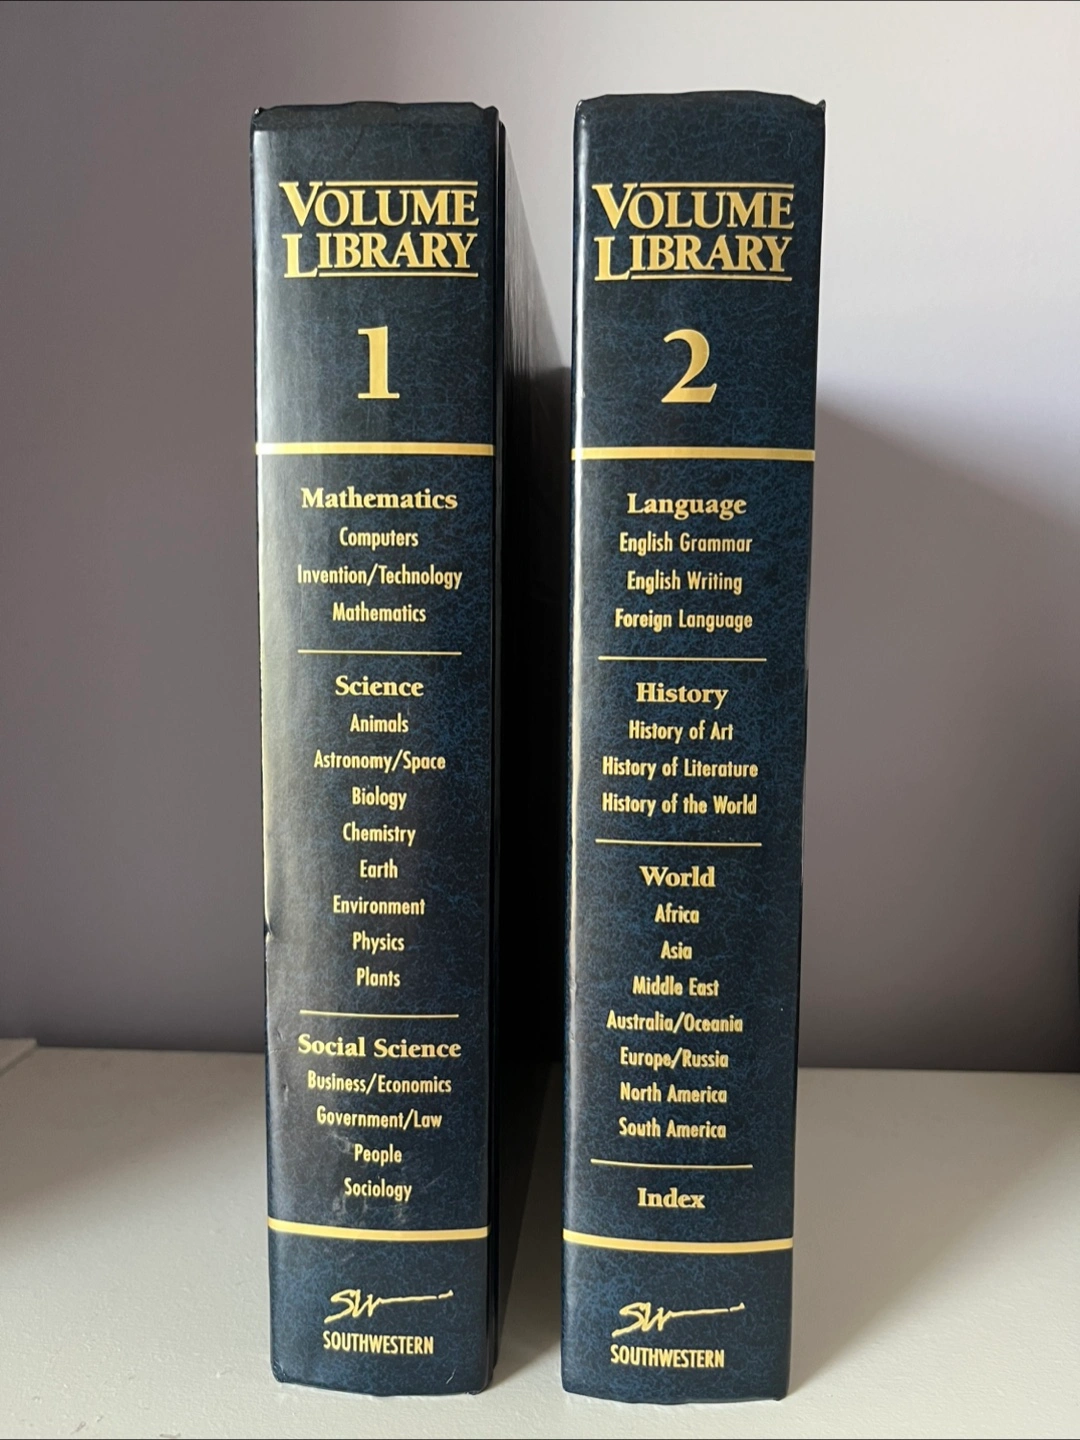 VOLUME
LIBRARY
1
Mathematics
Computers
Invention/Technology
Mathematics
Science
Animals
Astronomy/Space
Biology
Chemistry
Earth
Environment
Physics
Plants
Social Science
Business/Economics
Government/Law
People
Sociology
SW
SOUTHWESTERN
VOLUME
LIBRARY
2
Language
English Grammar
English Writing
Foreign Language
History
History of Art
History of Literature
History of the World
World
Africa
Asia
Middle East
Australia/Oceania
Europe/Russia
North America
South America
Index
SW
SOUTHWESTERN